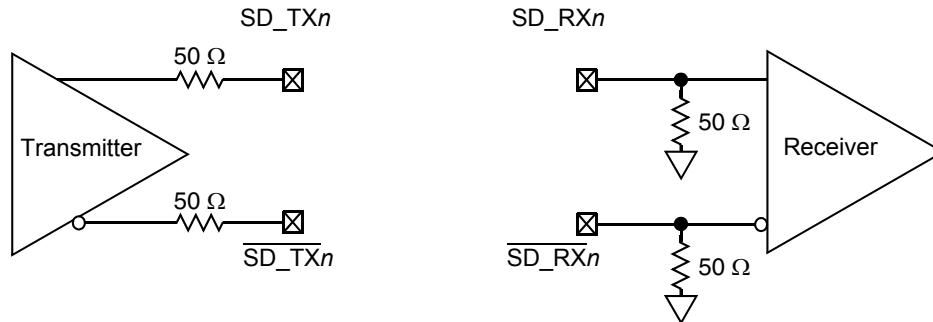 SD_TXn
SD_RXn
50 Ω
50 Ω
Transmitter
Receiver
50 Ω
SD_TXn
SD_RXn
50 Ω